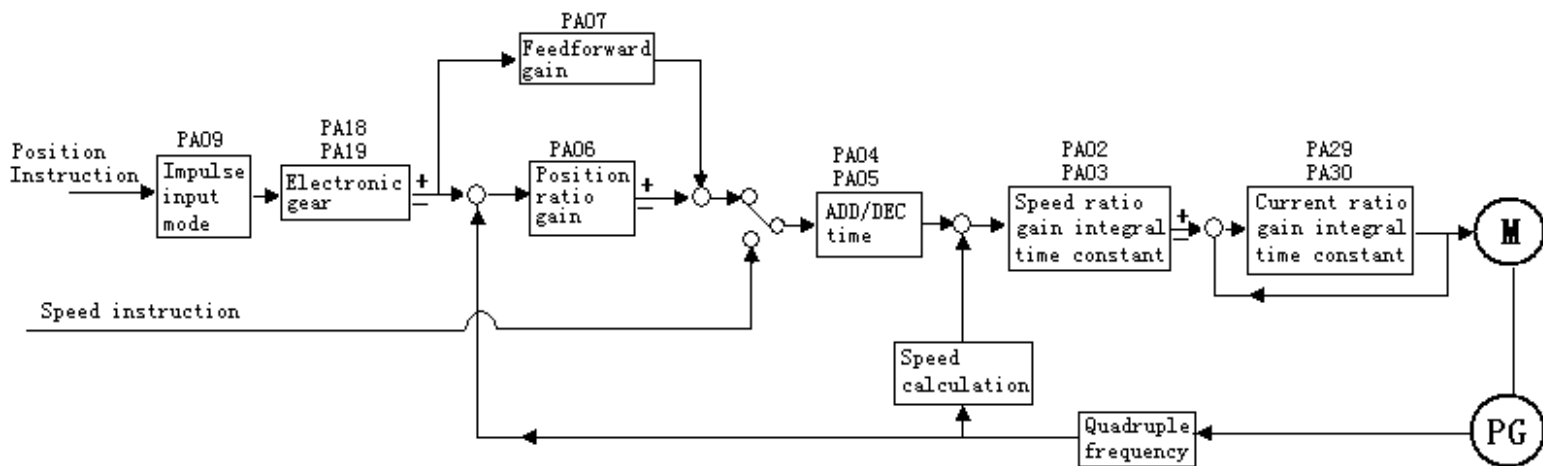 PA07
Feedforward
gain
PA09
Position
Instruction
Impulse
input
mode
PA18
PA19
Electronic
gear
+
−
PA06
Position
ratio
gain
+
−
PA04
PA05
ADD/DEC
time
PA02
PA03
Speed ratio
gain integral
time constant
+
−
PA29
PA30
Current ratio
gain integral
time constant
M
Speed instruction
Speed
calculation
Quadruple
frequency
PG